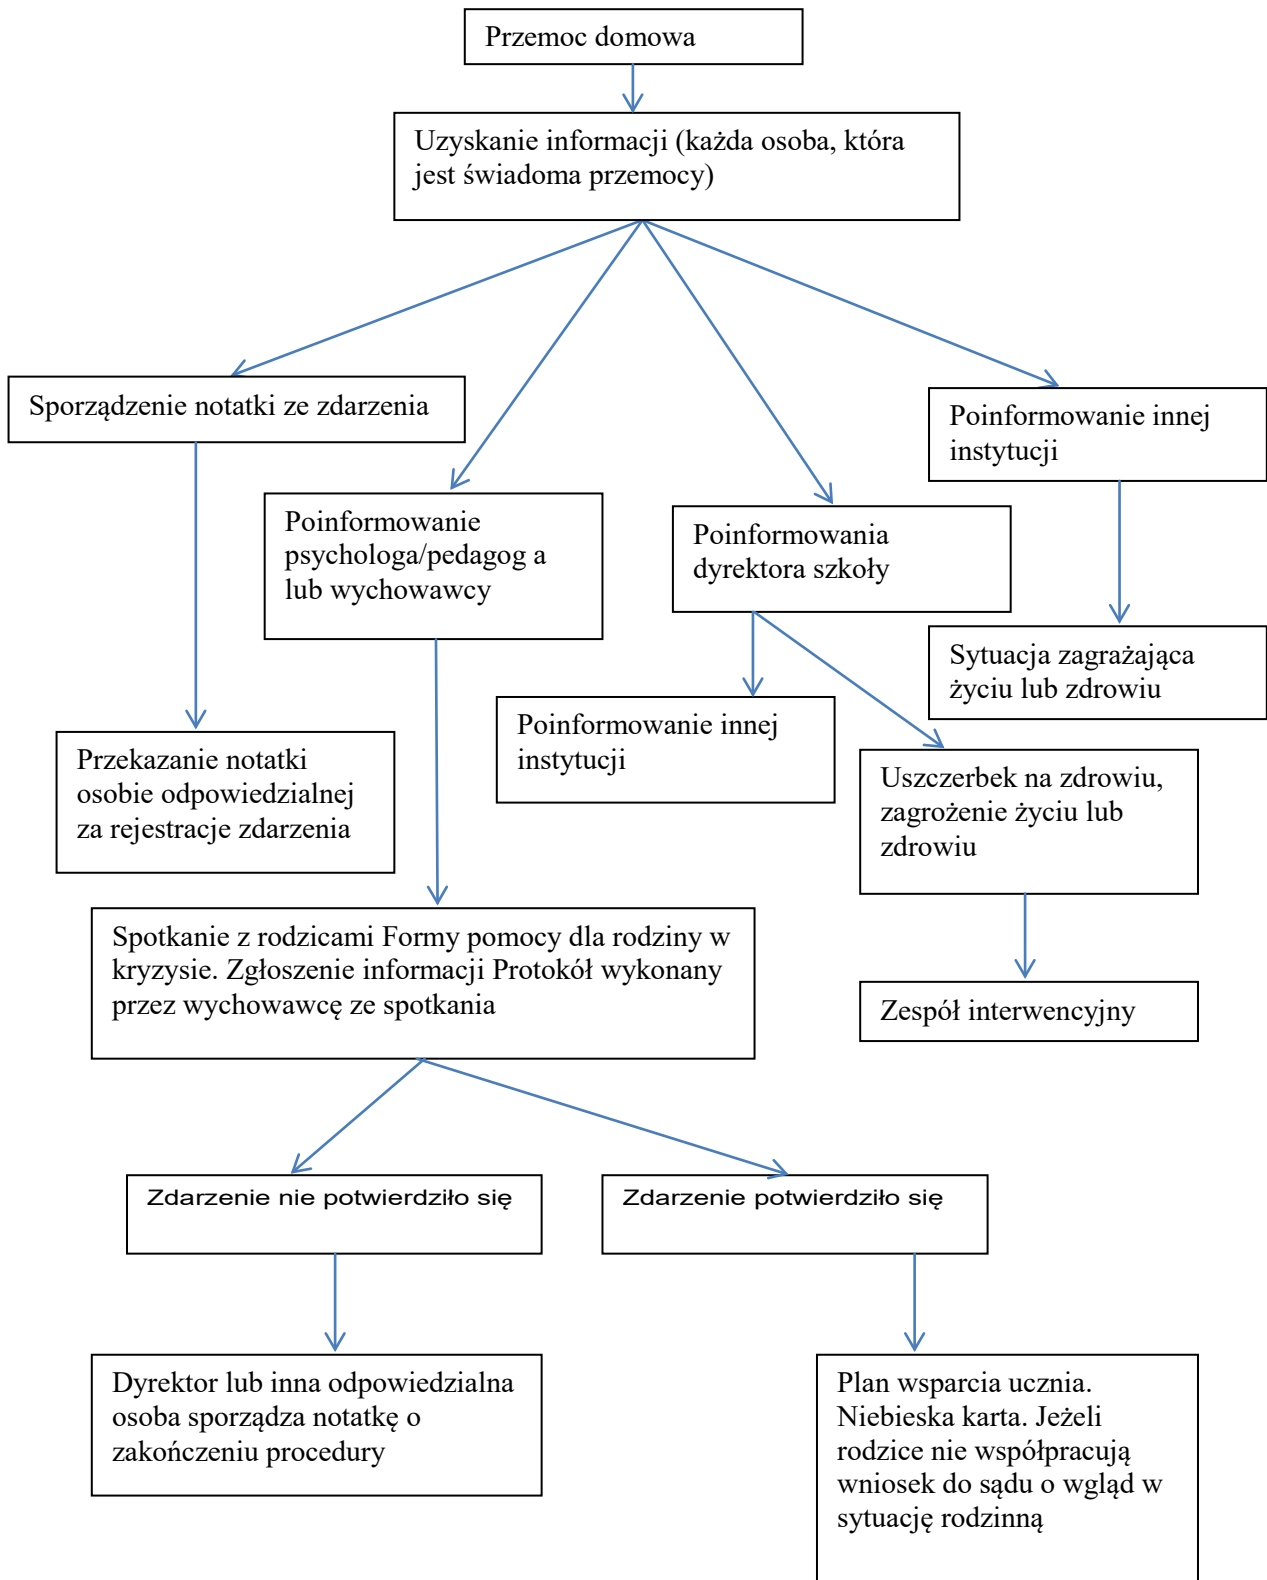 Przemoc domowa
Uzyskanie informacji (każda osoba, która
jest świadoma przemocy)
Sporządzenie notatki ze zdarzenia
Poinformowanie innej
instytucji
Poinformowanie
psychologa/pedagog a
lub wychowawcy
Poinformowania
dyrektora szkoły
Sytuacja zagrażająca
życiu lub zdrowiu
Poinformowanie innej
instytucji
Przekazanie notatki
osobie odpowiedzialnej
za rejestracje zdarzenia
Uszczerbek na zdrowiu,
zagrożenie życiu lub
zdrowiu
Spotkanie z rodzicami Formy pomocy dla rodziny w
kryzysie. Zgłoszenie informacji Protokół wykonany
przez wychowawcę ze spotkania
Zespół interwencyjny
Zdarzenie nie potwierdziło się
Zdarzenie potwierdziło się
Dyrektor lub inna odpowiedzialna
osoba sporządza notatkę o
zakończeniu procedury
Plan wsparcia ucznia.
Niebieska karta. Jeżeli
rodzice nie współpracują
wniosek do sądu o wgląd w
sytuację rodzinną